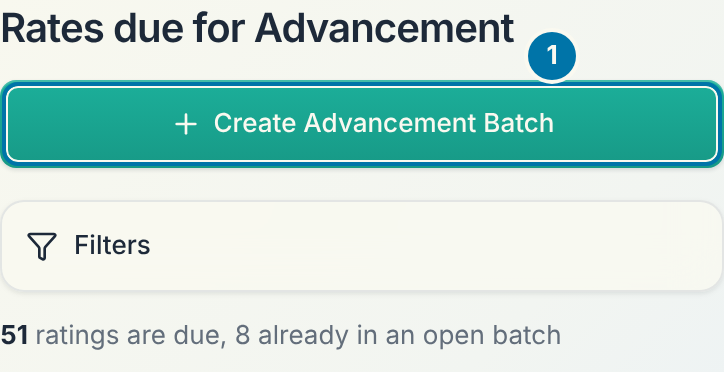 Rates due for Advancement
1
Create Advancement Batch
Filters
51 ratings are due, 8 already in an open batch